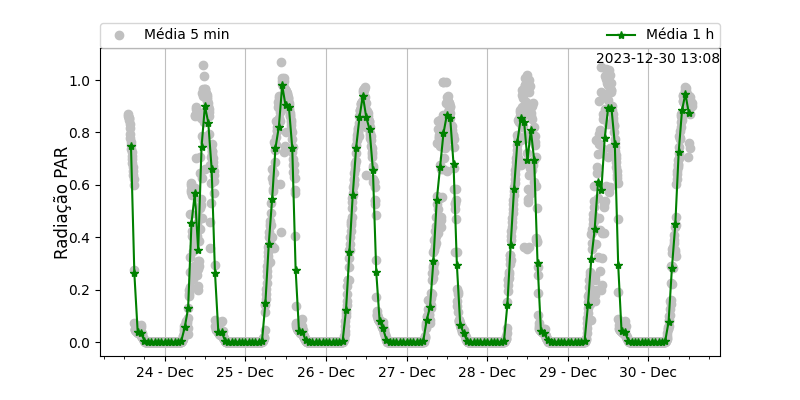 Média 5 min
Média 1 h
2023-12-30 13:08
Radiação PAR
1.0
0.8
0.6
0.4
0.2
0.0
24 - Dec
25 - Dec
26 - Dec
27 - Dec
28 - Dec
29 - Dec
30 - Dec